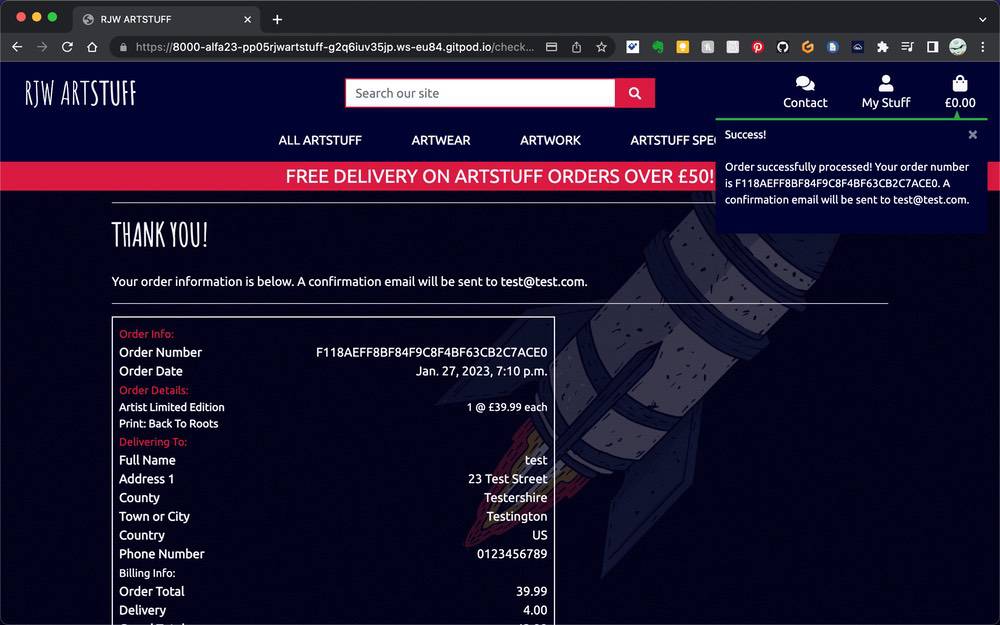 RJW ARTSTUFF
https://8000-alfa23-pp05rjwartstuff-g2q6iuv35jp.ws-eu84.gitpod.io/check...
RJW ARTSTUFF
Search our site
Contact
My Stuff
£0.00
ALL ARTSTUFF
ARTWEAR
ARTWORK
ARTSTUFF SPE
FREE DELIVERY ON ARTSTUFF ORDERS OVER £50!
Success!
Order successfully processed! Your order number
is F118AEFF8BF84F9C8F4BF63CB2C7ACE0. A
confirmation email will be sent to test@test.com.
THANK YOU!
Your order information is below. A confirmation email will be sent to test@test.com.
Order Info:
Order Number F118AEFF8BF84F9C8F4BF63CB2C7ACE0
Order Date Jan. 27, 2023, 7:10 p.m.
Order Details:
Artist Limited Edition 1 @ £39.99 each
Print: Back To Roots
Delivering To:
Full Name test
Address 1 23 Test Street
County Testershire
Town or City Testington
Country US
Phone Number 0123456789
Billing Info:
Order Total 39.99
Delivery 4.00